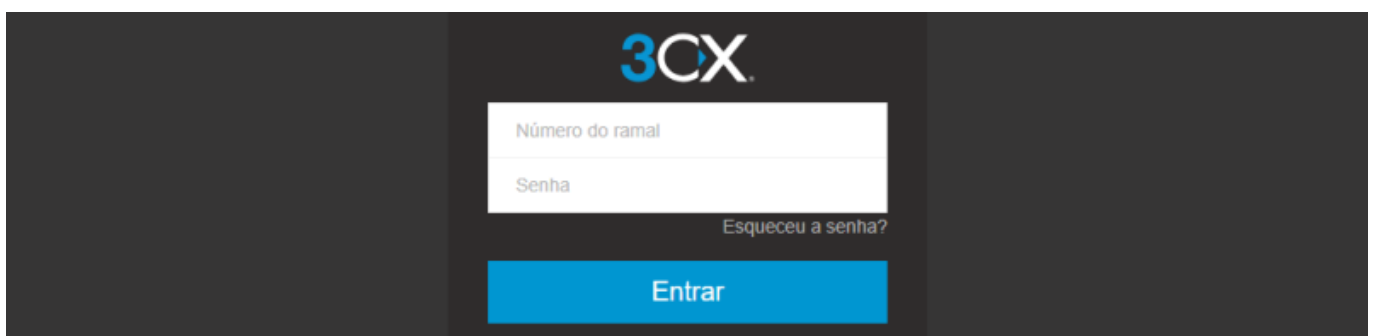 3CX.
Número do ramal
Senha
Esqueceu a senha?
Entrar